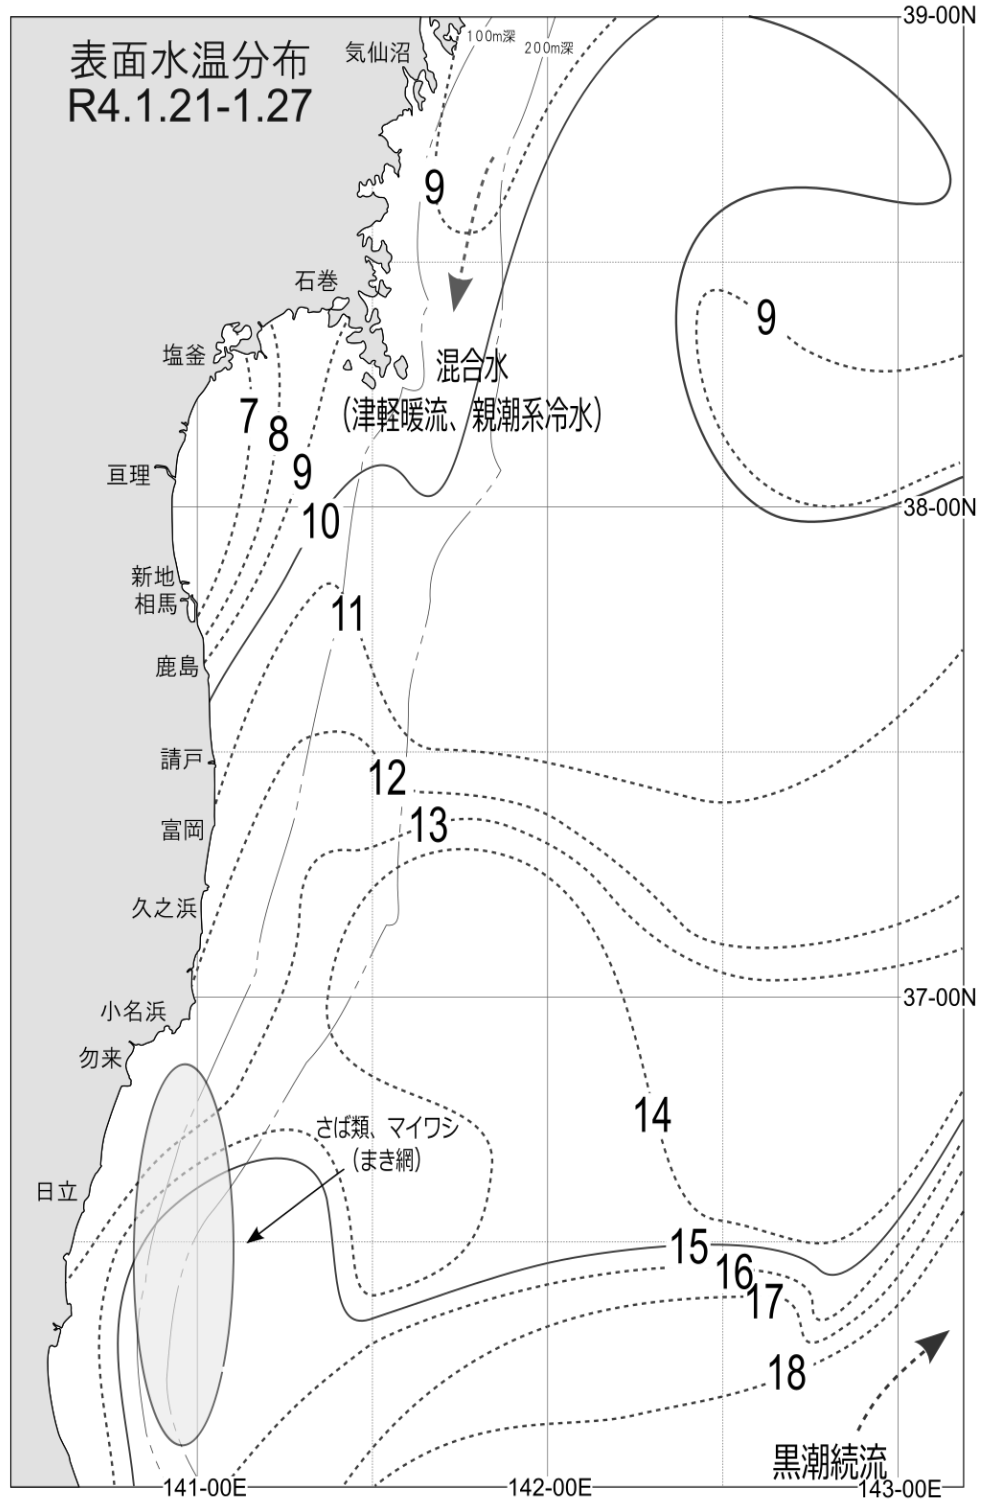 39-00N
表面水温分布
R4.1.21-1.27
気仙沼
100m深
200m深
9
石巻
9
塩釜
混合水
(津軽暖流、親潮系冷水)
7
8
9
亘理
10
38-00N
新地
相馬
11
鹿島
請戸
12
13
富岡
久之浜
37-00N
小名浜
勿来
14
さば類、マイワシ
(まき網)
日立
15
16
17
18
黒潮続流
141-00E
142-00E
143-00E